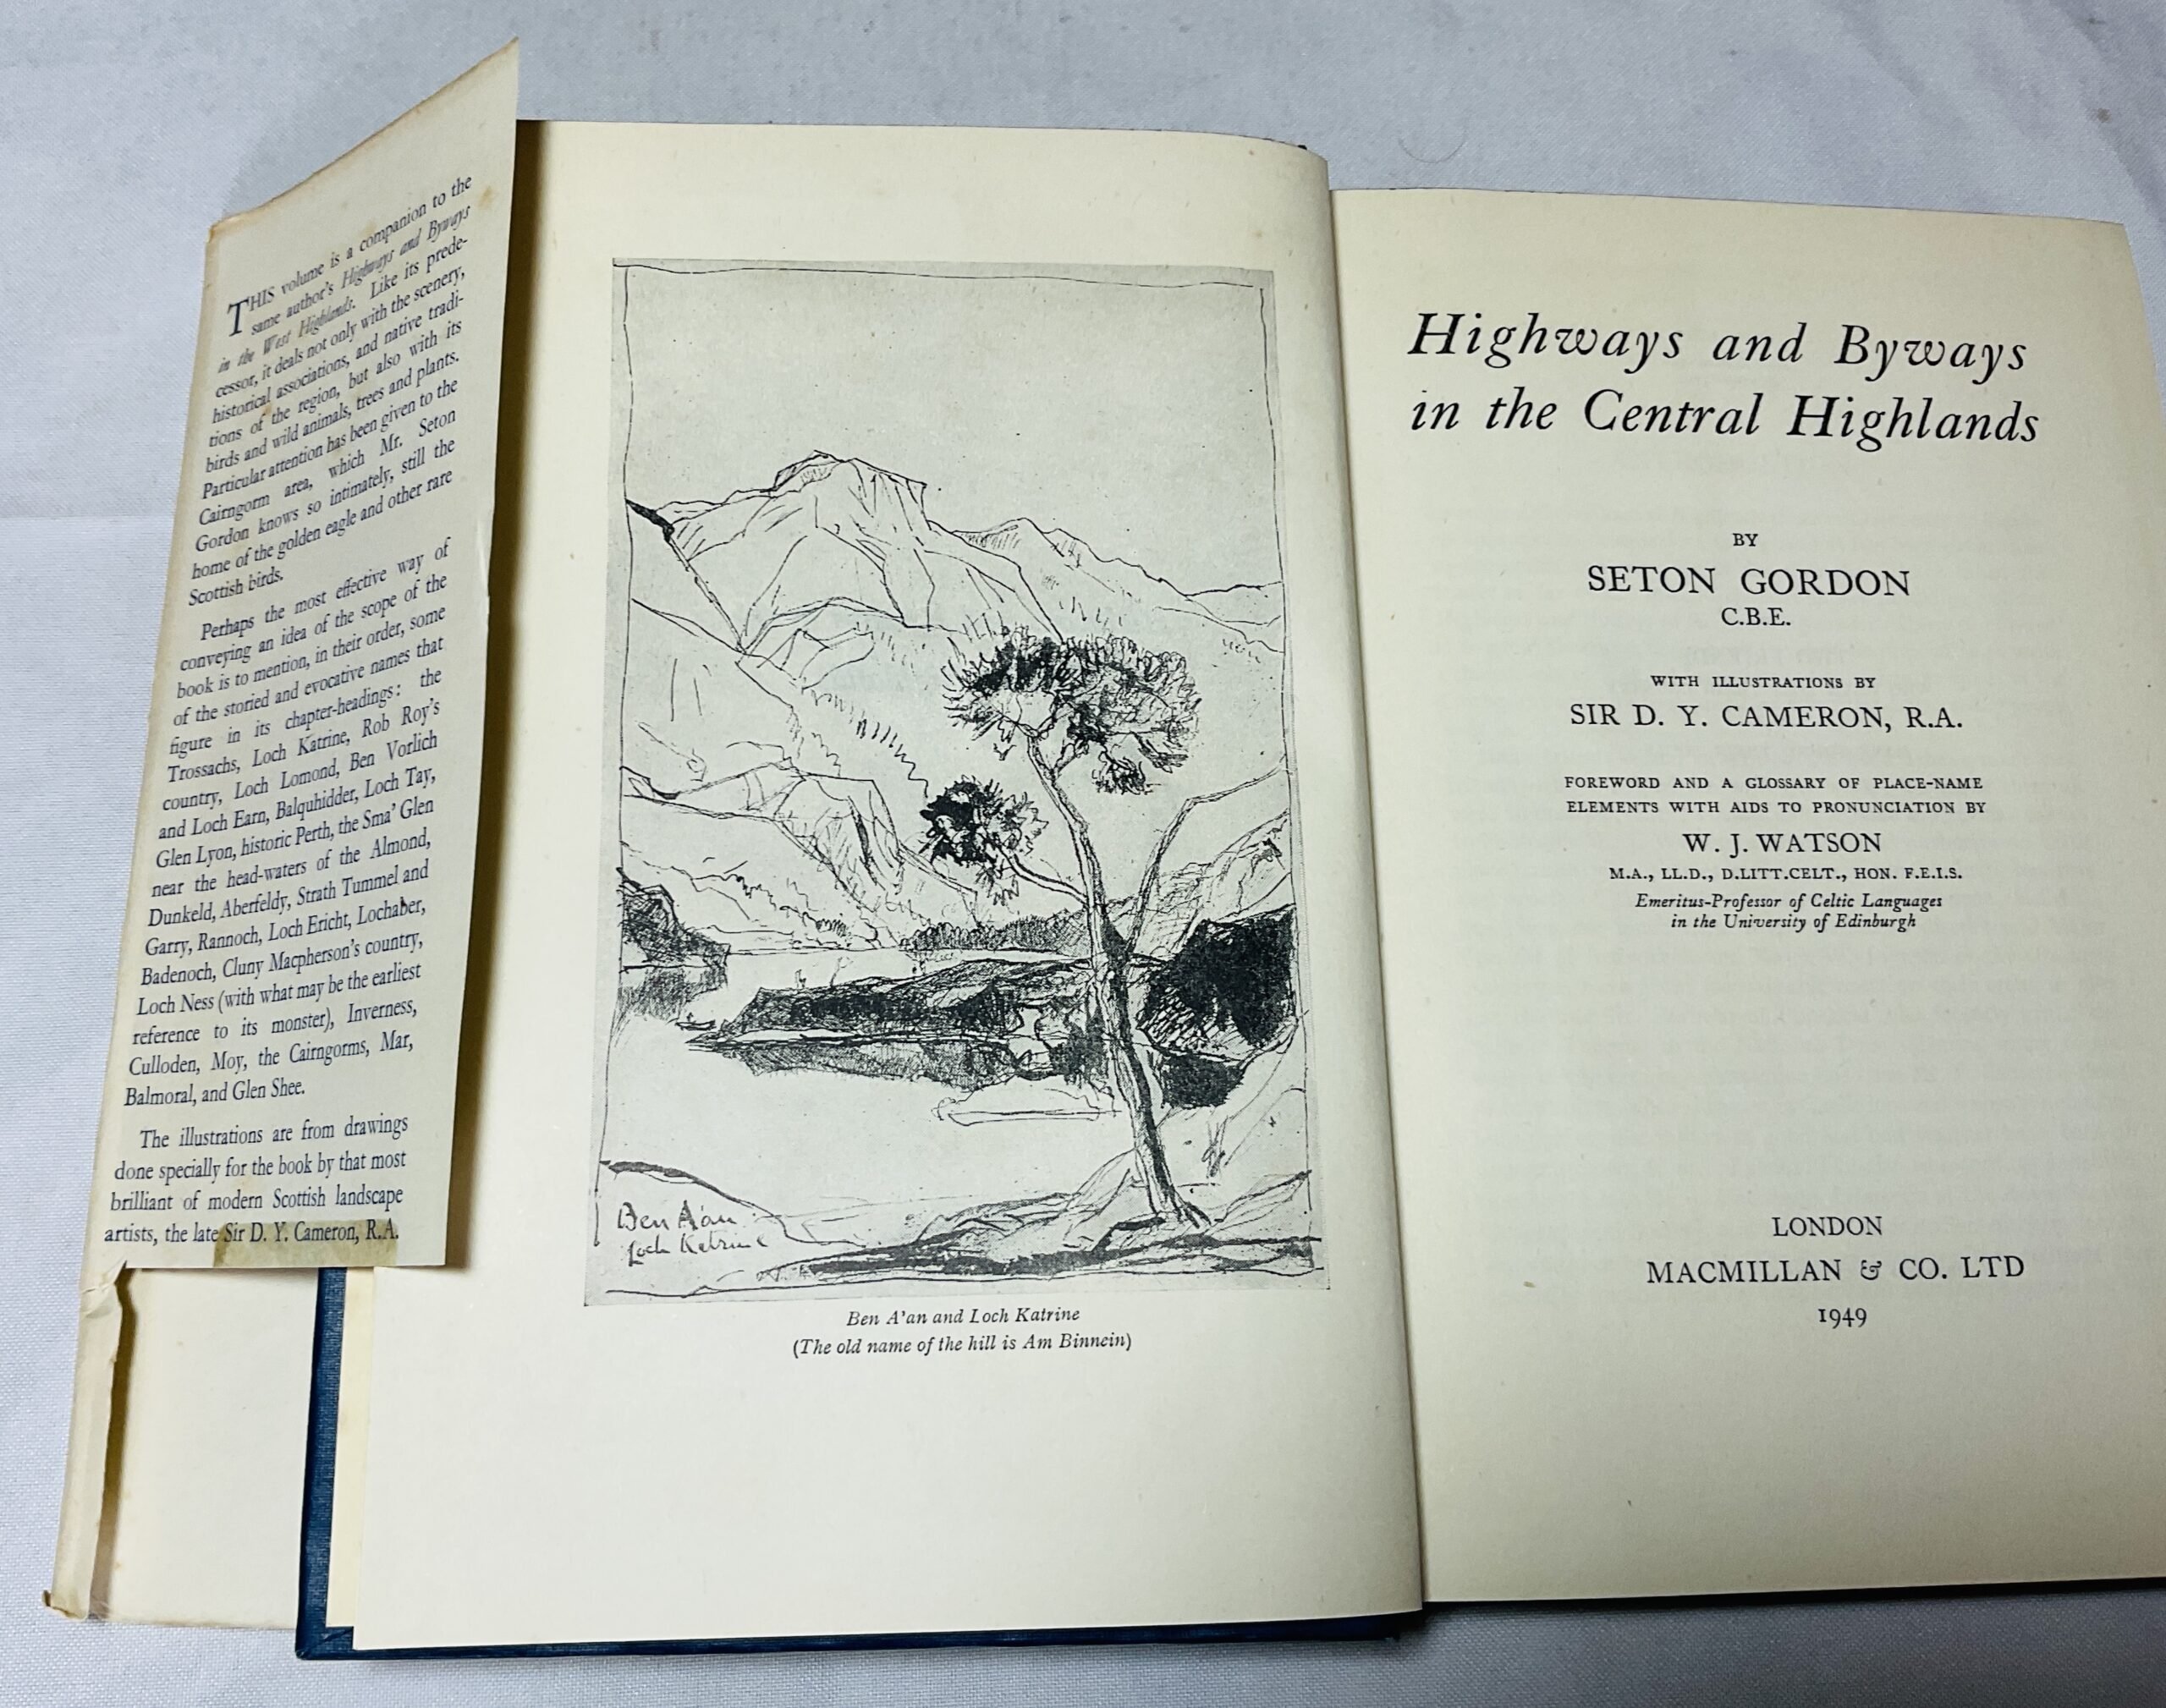 THIS volume is a companion to the
same author's Highways and Byways
in the West Highlands. Like its prede-
cessor, it deals not only with the scenery,
historical associations, and native tradi-
tions of the region, but also with its
birds and wild animals, trees and plants.
Particular attention has been given to the
Cairngorm area, which Mr. Seton
Gordon knows so intimately, still the
home of the golden eagle and other rare
Scottish birds.
Perhaps the most effective way of
conveying an idea of the scope of the
book is to mention, in their order, some
of the storied and evocative names that
figure in its chapter-headings: the
Trossachs, Loch Katrine, Rob Roy's
country, Loch Lomond, Ben Vorlich
and Loch Earn, Balquhidder, Loch Tay,
Glen Lyon, historic Perth, the Sma' Glen
near the head-waters of the Almond,
Dunkeld, Aberfeldy, Strath Tummel and
Garry, Rannoch, Loch Ericht, Lochaber,
Badenoch, Cluny Macpherson's country,
Loch Ness (with what may be the earliest
reference to its monster), Inverness,
Culloden, Moy, the Cairngorms, Mar,
Balmoral, and Glen Shee.
The illustrations are from drawings
done specially for the book by that most
brilliant of modern Scottish landscape
artists, the late Sir D. Y. Cameron, R.A.
Ben A'an
Loch Katrine
Ben A'an and Loch Katrine
(The old name of the hill is Am Binnein)
Highways and Byways
in the Central Highlands
BY
SETON GORDON
C.B.E.
WITH ILLUSTRATIONS BY
SIR D. Y. CAMERON, R.A.
FOREWORD AND A GLOSSARY OF PLACE-NAME
ELEMENTS WITH AIDS TO PRONUNCIATION BY
W. J. WATSON
M.A., LL.D., D.LITT.CELT., HON. F.E.I.S.
Emeritus-Professor of Celtic Languages
in the University of Edinburgh
LONDON
MACMILLAN & CO. LTD
1949